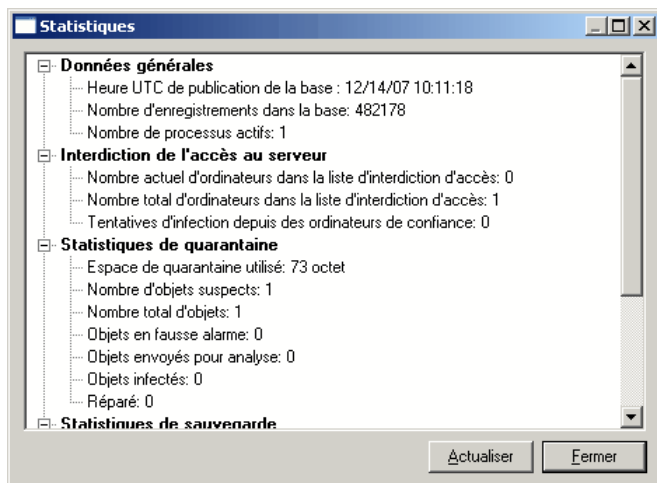 Statistiques
Données générales
Heure UTC de publication de la base : 12/14/07 10:11:18
Nombre d'enregistrements dans la base: 482178
Nombre de processus actifs: 1
Interdiction de l'accès au serveur
Nombre actuel d'ordinateurs dans la liste d'interdiction d'accès: 0
Nombre total d'ordinateurs dans la liste d'interdiction d'accès: 1
Tentatives d'infection depuis des ordinateurs de confiance: 0
Statistiques de quarantaine
Espace de quarantaine utilisé: 73 octet
Nombre d'objets suspects: 1
Nombre total d'objets: 1
Objets en fausse alarme: 0
Objets envoyés pour analyse: 0
Objets infectés: 0
Réparé: 0
Statistiques de sauvegarde
Actualiser
Fermer